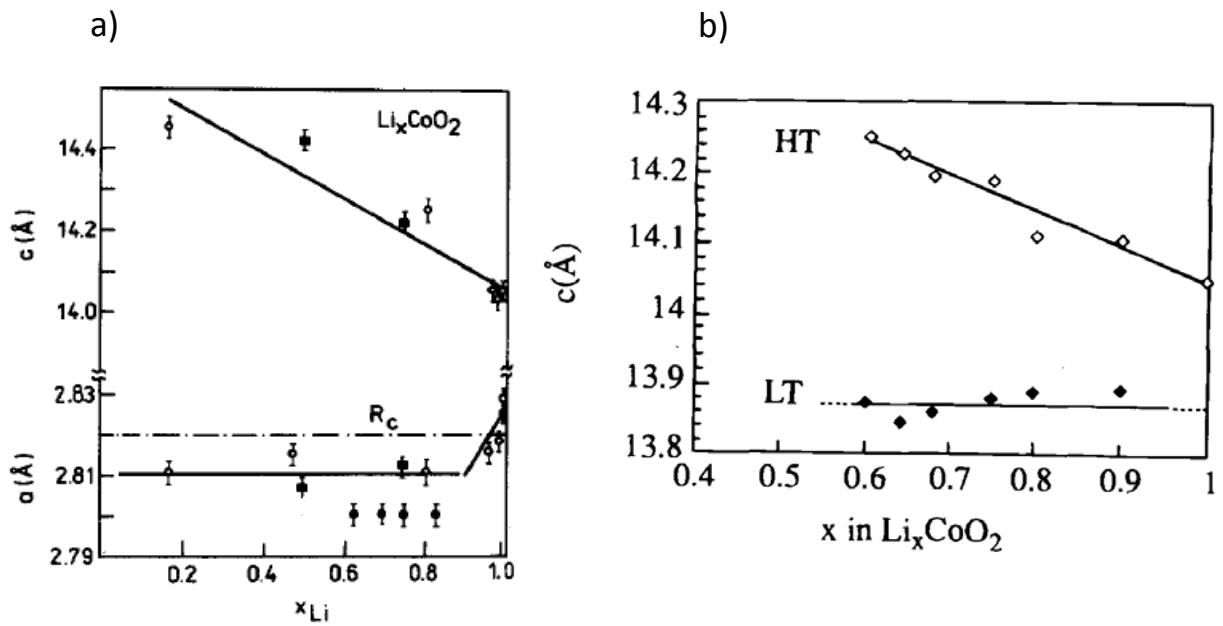 a)
b)
14.4
14.2
14.0
c (Å)
LiₓCoO₂
2.83
2.81
2.79
a (Å)
R_c
0.2
0.4
0.6
0.8
1.0
x_Li
14.3
14.2
14.1
14
13.9
13.8
c(Å)
HT
LT
0.4
0.5
0.6
0.7
0.8
0.9
1
x in LiₓCoO₂